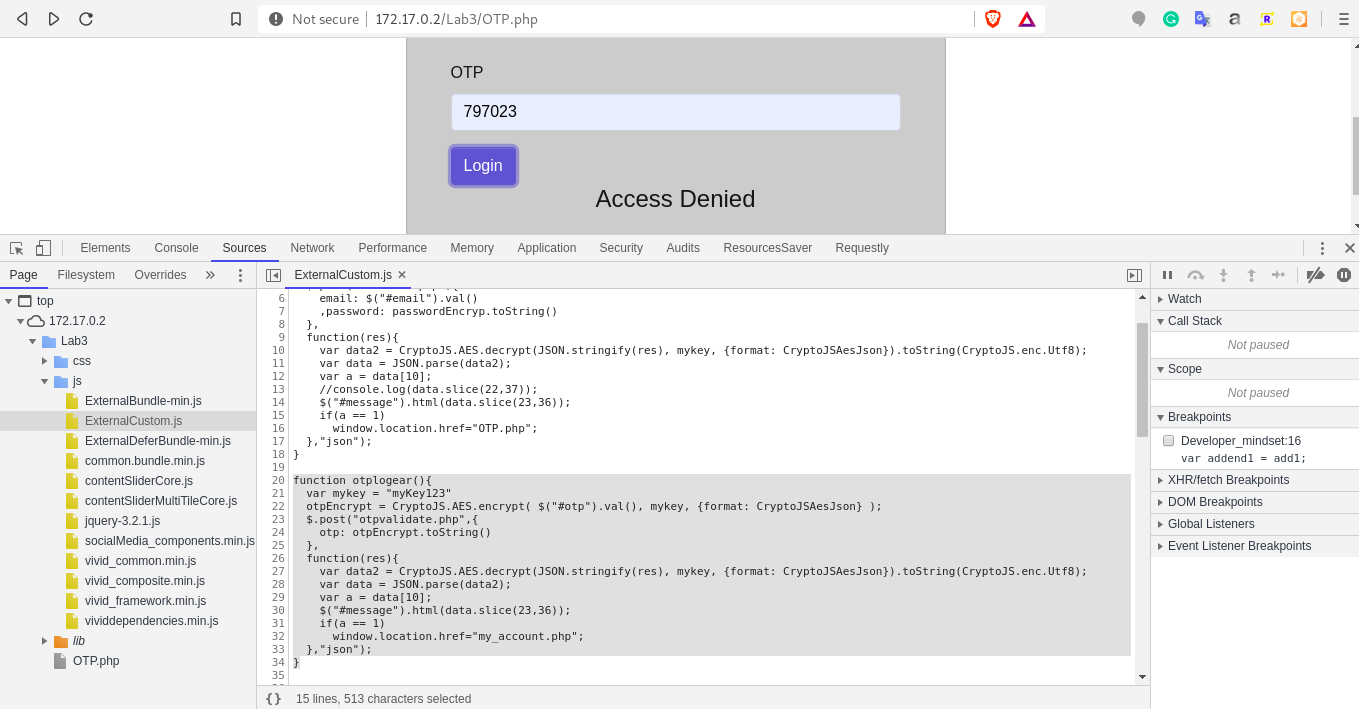 Not secure 172.17.0.2/Lab3/OTP.php
OTP
797023
Login
Access Denied
Elements Console Sources Network Performance Memory Application Security Audits ResourcesSaver Requestly
Page Filesystem Overrides » ExternalCustom.js ×
top
172.17.0.2
Lab3
css
js
ExternalBundle-min.js
ExternalCustom.js
ExternalDeferBundle-min.js
common.bundle.min.js
contentSliderCore.js
contentSliderMultiTileCore.js
jquery-3.2.1.js
socialMedia_components.min.js
vivid_common.min.js
vivid_composite.min.js
vivid_framework.min.js
vividdependencies.min.js
lib
OTP.php
6 email: $("#email").val()
7 ,password: passwordEncryp.toString()
8 },
9 function(res){
10 var data2 = CryptoJS.AES.decrypt(JSON.stringify(res), mykey, {format: CryptoJSAesJson}).toString(CryptoJS.enc.Utf8);
11 var data = JSON.parse(data2);
12 var a = data[10];
13 //console.log(data.slice(22,37));
14 $("#message").html(data.slice(23,36));
15 if(a == 1)
16 window.location.href="OTP.php";
17 },"json");
18 }
19
20 function otplogear(){
21 var mykey = "myKey123"
22 otpEncrypt = CryptoJS.AES.encrypt( $("#otp").val(), mykey, {format: CryptoJSAesJson} );
23 $.post("otpvalidate.php",{
24 otp: otpEncrypt.toString()
25 },
26 function(res){
27 var data2 = CryptoJS.AES.decrypt(JSON.stringify(res), mykey, {format: CryptoJSAesJson}).toString(CryptoJS.enc.Utf8);
28 var data = JSON.parse(data2);
29 var a = data[10];
30 $("#message").html(data.slice(23,36));
31 if(a == 1)
32 window.location.href="my_account.php";
33 },"json");
34 }
35
{} 15 lines, 513 characters selected
Watch
Call Stack
Not paused
Scope
Not paused
Breakpoints
Developer_mindset:16
var addend1 = add1;
XHR/fetch Breakpoints
DOM Breakpoints
Global Listeners
Event Listener Breakpoints